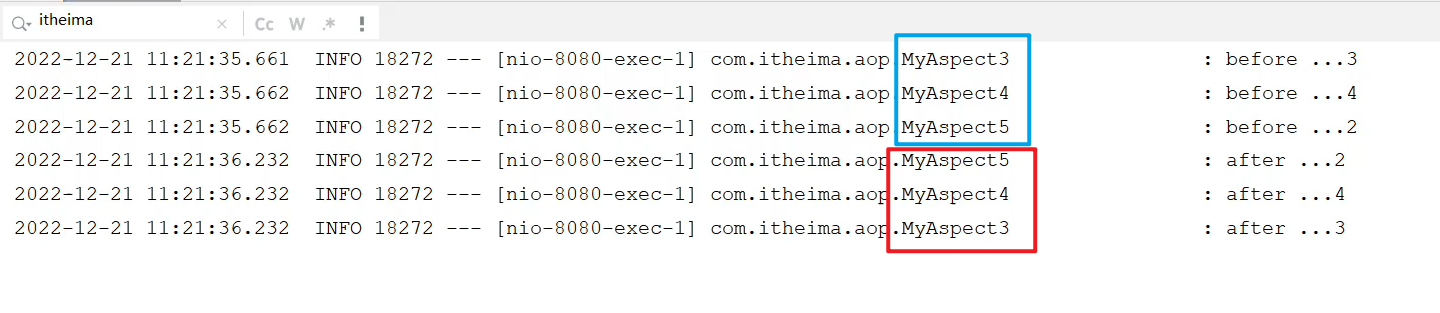 itheima × Cc W .* !
2022-12-21 11:21:35.661 INFO 18272 --- [nio-8080-exec-1] com.itheima.aop.MyAspect3 : before ...3
2022-12-21 11:21:35.662 INFO 18272 --- [nio-8080-exec-1] com.itheima.aop.MyAspect4 : before ...4
2022-12-21 11:21:35.662 INFO 18272 --- [nio-8080-exec-1] com.itheima.aop.MyAspect5 : before ...2
2022-12-21 11:21:36.232 INFO 18272 --- [nio-8080-exec-1] com.itheima.aop.MyAspect5 : after ...2
2022-12-21 11:21:36.232 INFO 18272 --- [nio-8080-exec-1] com.itheima.aop.MyAspect4 : after ...4
2022-12-21 11:21:36.232 INFO 18272 --- [nio-8080-exec-1] com.itheima.aop.MyAspect3 : after ...3